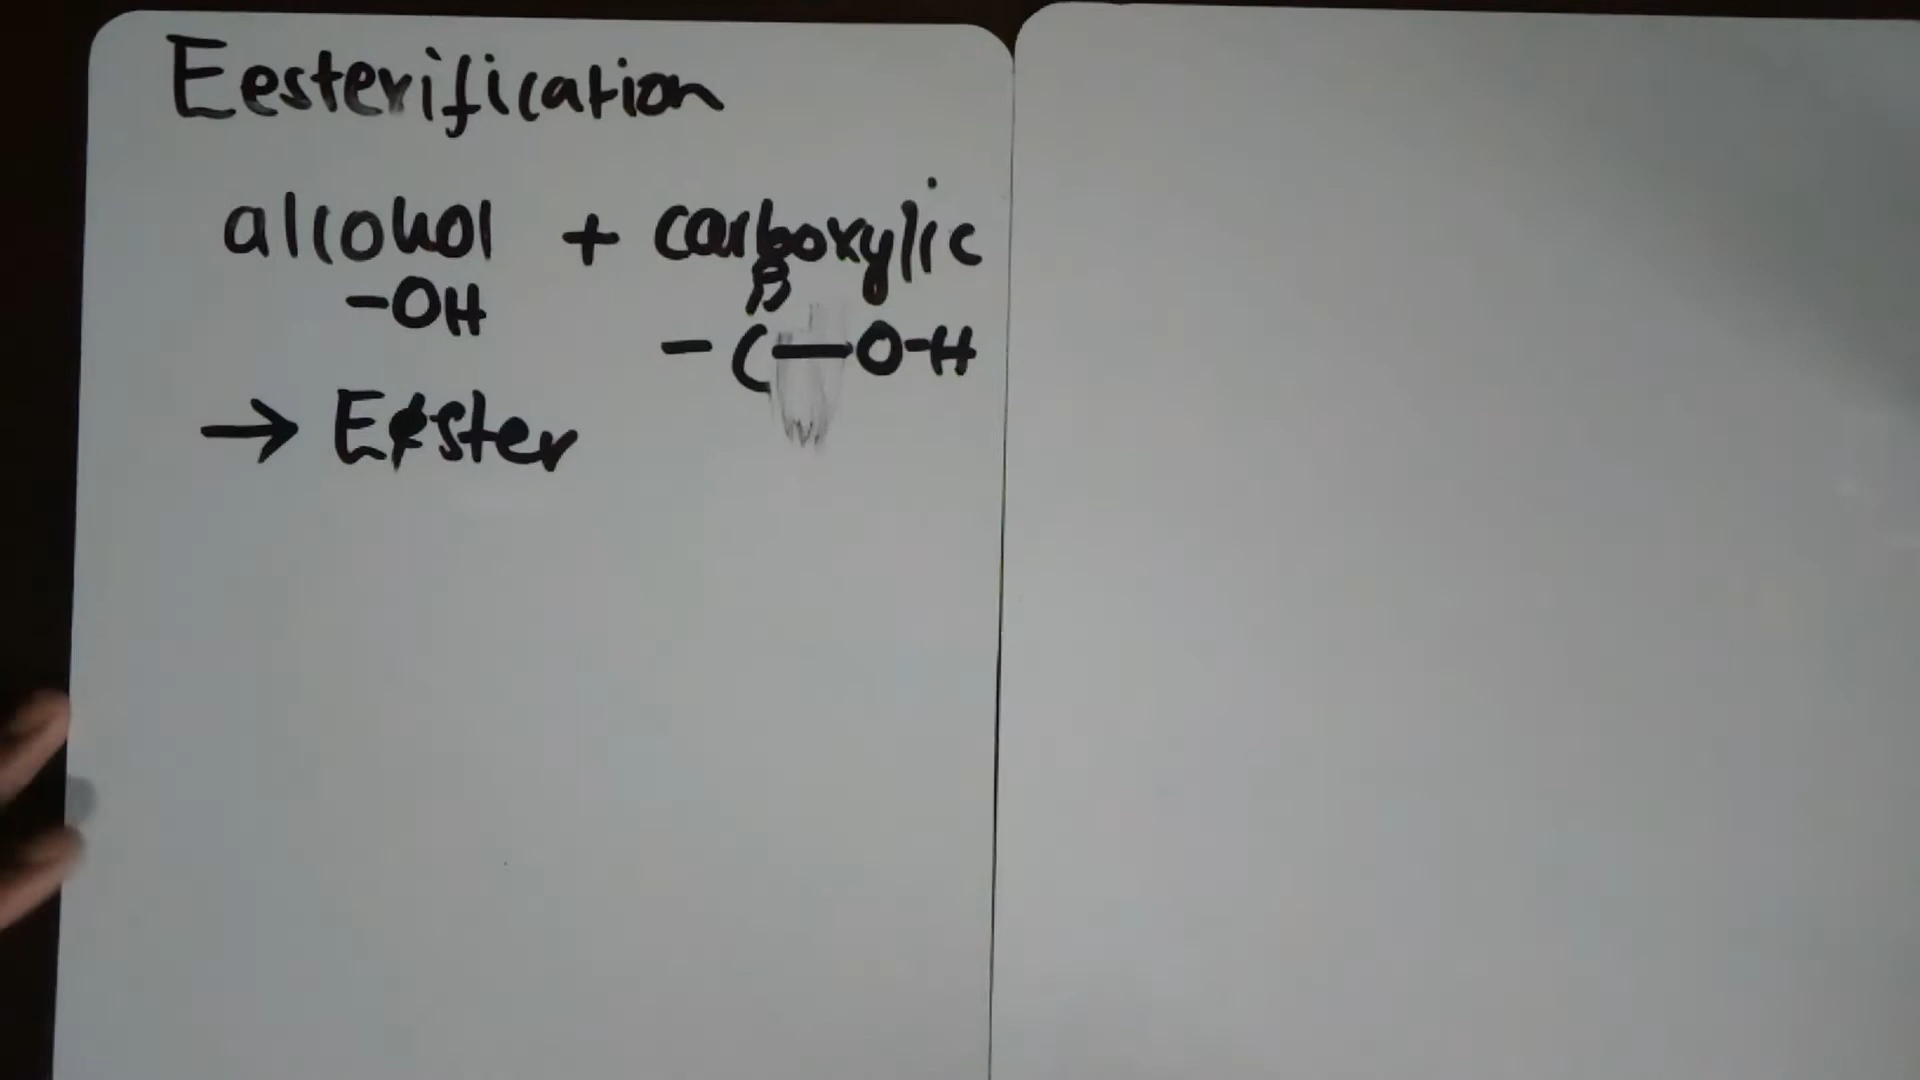 Eesterification
alcohol + carboxylic
-OH
-C-O-H
→ Ester